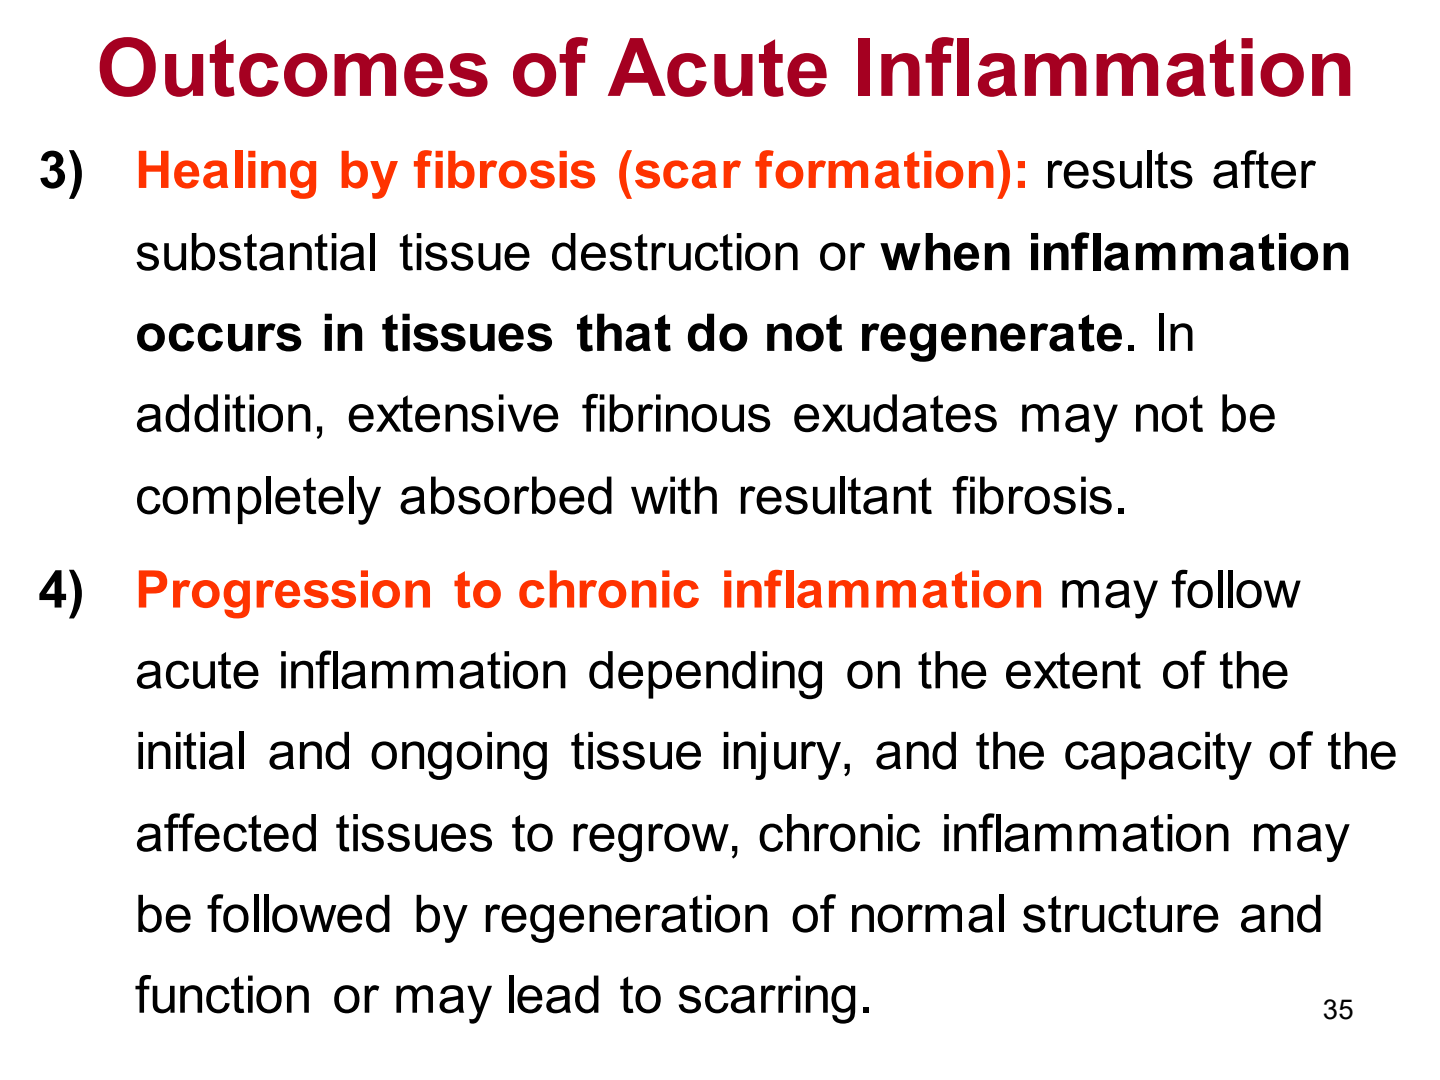 Outcomes of Acute Inflammation
3) Healing by fibrosis (scar formation): results after
substantial tissue destruction or when inflammation
occurs in tissues that do not regenerate. In
addition, extensive fibrinous exudates may not be
completely absorbed with resultant fibrosis.
4) Progression to chronic inflammation may follow
acute inflammation depending on the extent of the
initial and ongoing tissue injury, and the capacity of the
affected tissues to regrow, chronic inflammation may
be followed by regeneration of normal structure and
function or may lead to scarring.
35